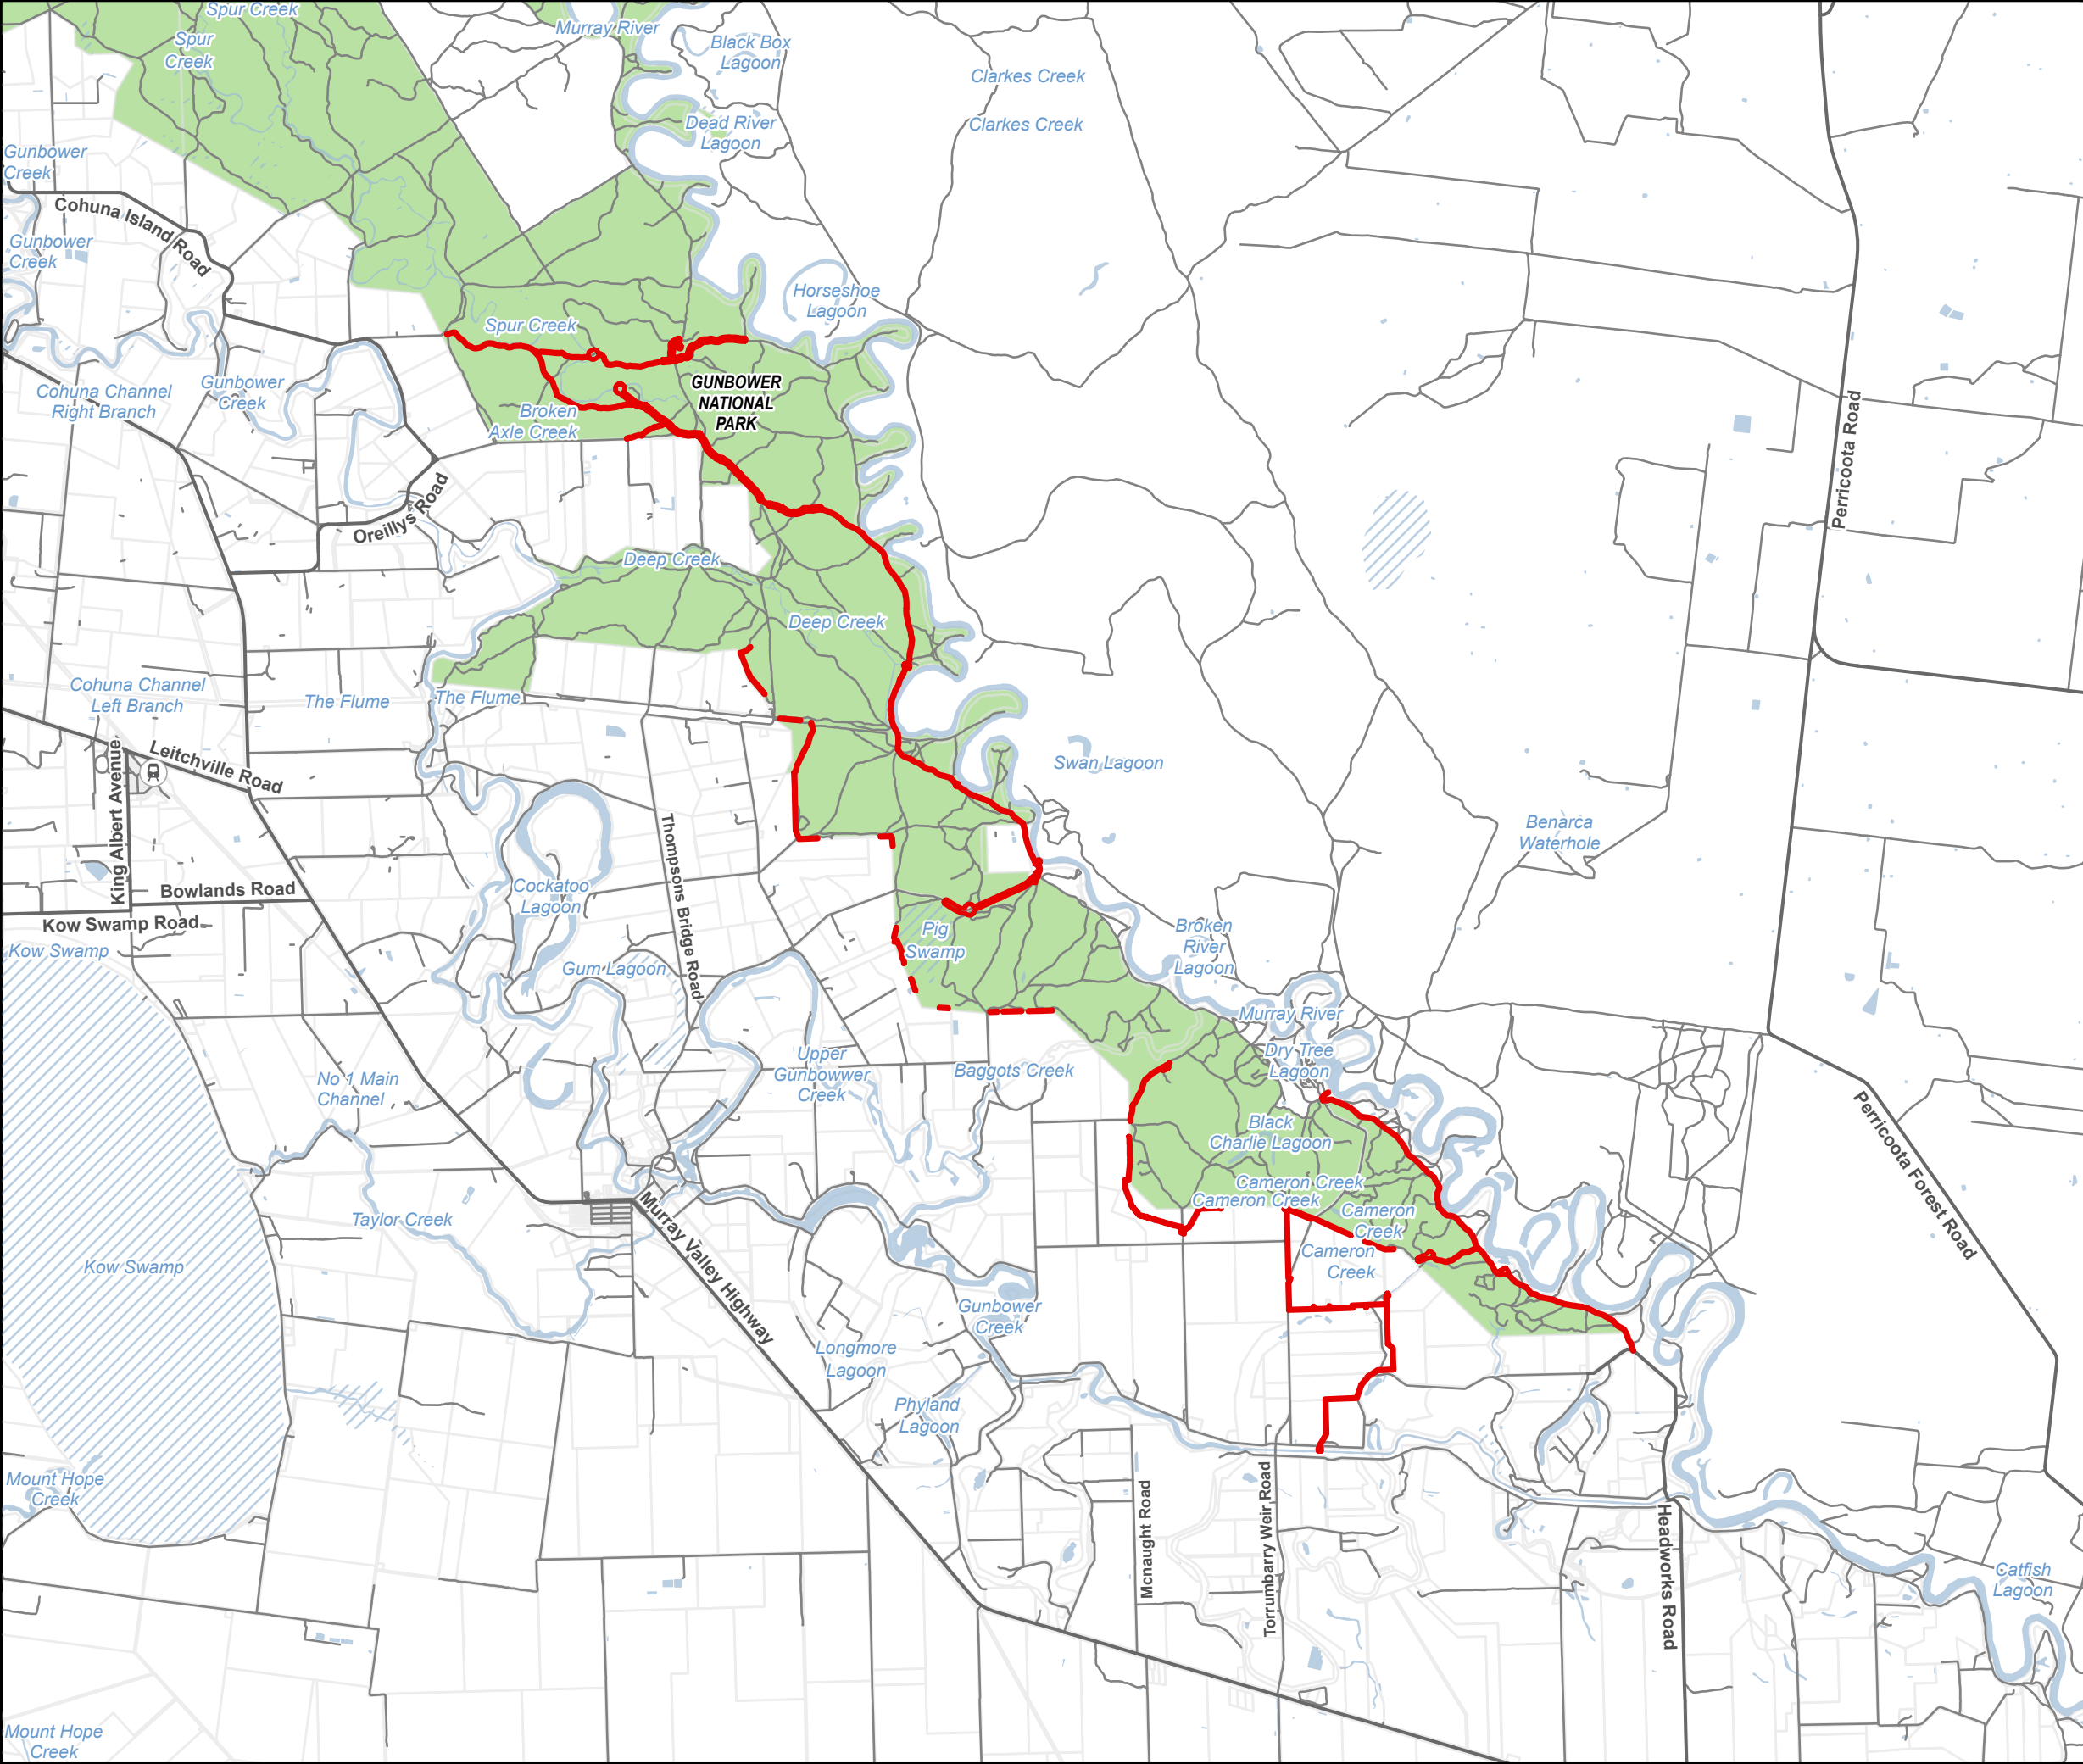 Spur Creek
Murray River
Spur
Creek
Black Box
Lagoon
Clarkes Creek
Clarkes Creek
Dead River
Lagoon
Gunbower
Creek
Cohuna Island Road
Gunbower
Creek
Horseshoe
Lagoon
Spur Creek
GUNBOWER
NATIONAL
PARK
Cohuna Channel
Right Branch
Gunbower
Creek
Broken
Axle Creek
Perricoota Road
Oreillys Road
Deep Creek
Deep Creek
Cohuna Channel
Left Branch
The Flume
The Flume
Leitchville Road
King Albert Avenue
Swan Lagoon
Benarca
Waterhole
Thompsons Bridge Road
Bowlands Road
Kow Swamp Road
Cockatoo
Lagoon
Kow Swamp
Pig
Swamp
Broken
River
Lagoon
Gum Lagoon
Murray River
Upper
Gunbowwer
Creek
Baggots Creek
Dry Tree
Lagoon
No 1 Main
Channel
Black
Charlie Lagoon
Perricoota Forest Road
Cameron Creek
Cameron Creek
Cameron
Creek
Taylor Creek
Murray Valley Highway
Cameron
Creek
Kow Swamp
Gunbower
Creek
Longmore
Lagoon
Phyland
Lagoon
Mount Hope
Creek
Mcnaught Road
Torrumbarry Weir Road
Headworks Road
Catfish
Lagoon
Mount Hope
Creek